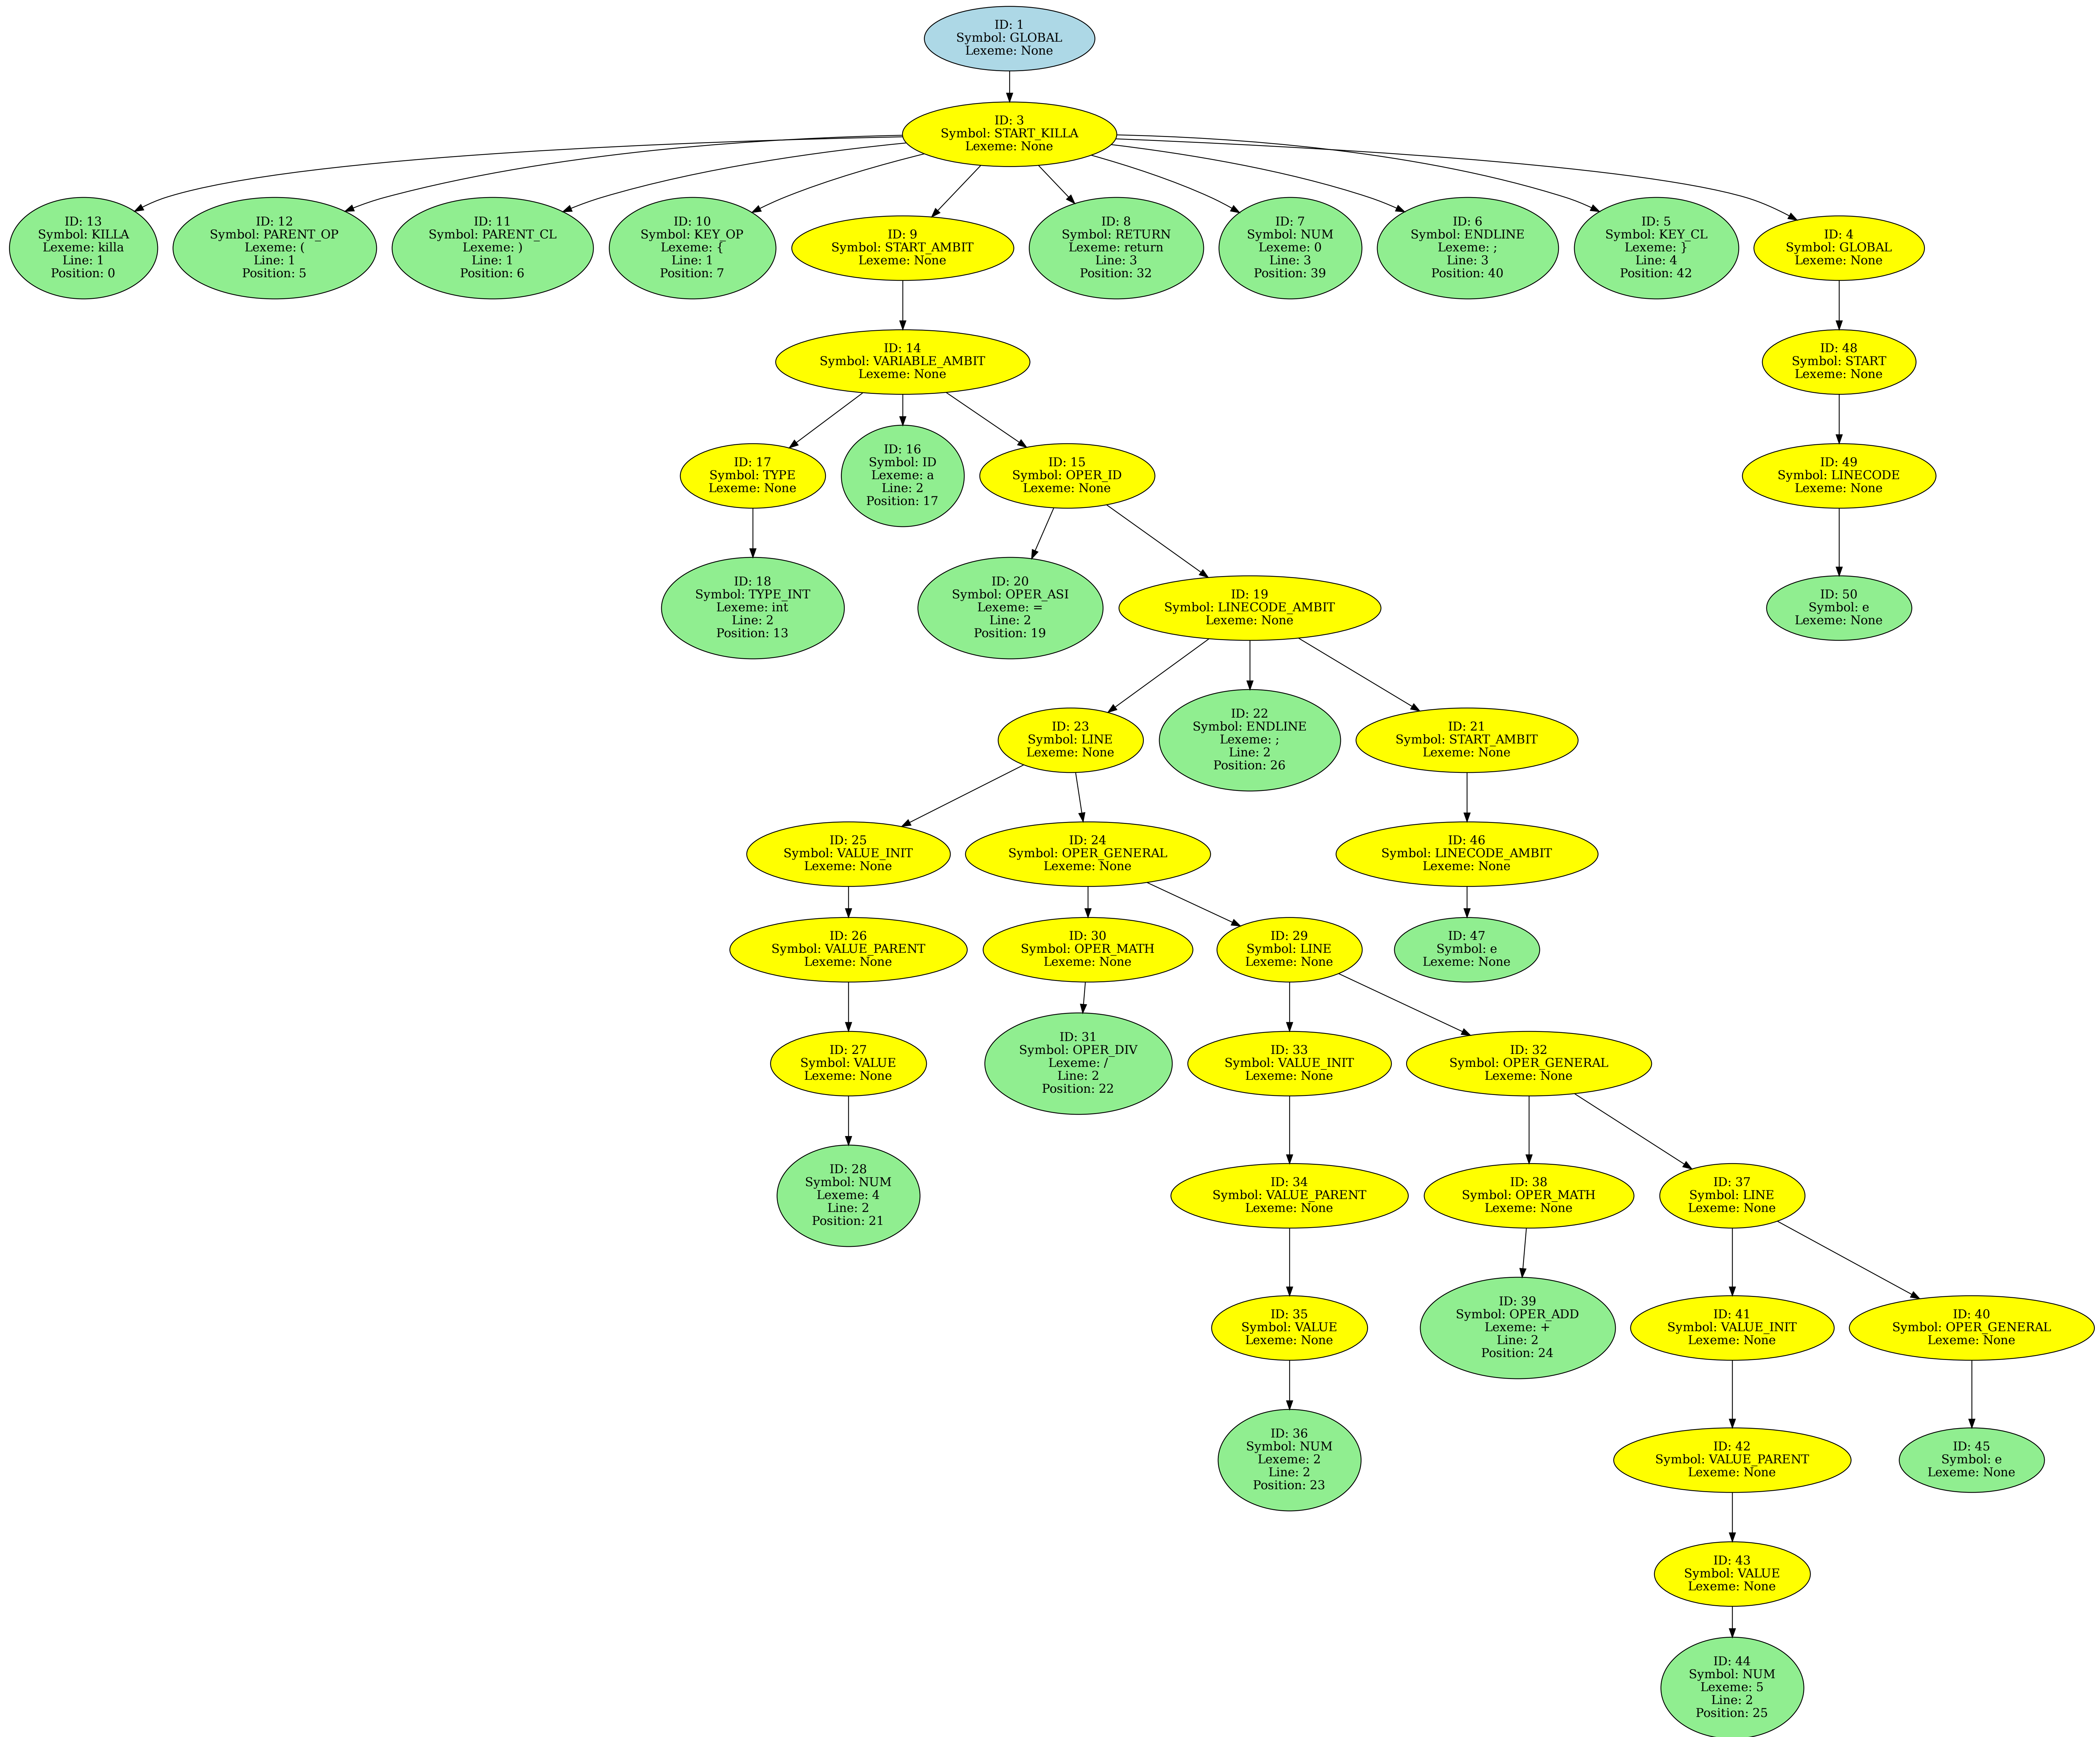 ID: 1
Symbol: GLOBAL
Lexeme: None
ID: 3
Symbol: START_KILLA
Lexeme: None
ID: 13
Symbol: KILLA
Lexeme: killa
Line: 1
Position: 0
ID: 12
Symbol: PARENT_OP
Lexeme: (
Line: 1
Position: 5
ID: 11
Symbol: PARENT_CL
Lexeme: )
Line: 1
Position: 6
ID: 10
Symbol: KEY_OP
Lexeme: {
Line: 1
Position: 7
ID: 9
Symbol: START_AMBIT
Lexeme: None
ID: 8
Symbol: RETURN
Lexeme: return
Line: 3
Position: 32
ID: 7
Symbol: NUM
Lexeme: 0
Line: 3
Position: 39
ID: 6
Symbol: ENDLINE
Lexeme: ;
Line: 3
Position: 40
ID: 5
Symbol: KEY_CL
Lexeme: }
Line: 4
Position: 42
ID: 4
Symbol: GLOBAL
Lexeme: None
ID: 14
Symbol: VARIABLE_AMBIT
Lexeme: None
ID: 48
Symbol: START
Lexeme: None
ID: 17
Symbol: TYPE
Lexeme: None
ID: 16
Symbol: ID
Lexeme: a
Line: 2
Position: 17
ID: 15
Symbol: OPER_ID
Lexeme: None
ID: 49
Symbol: LINECODE
Lexeme: None
ID: 18
Symbol: TYPE_INT
Lexeme: int
Line: 2
Position: 13
ID: 20
Symbol: OPER_ASI
Lexeme: =
Line: 2
Position: 19
ID: 19
Symbol: LINECODE_AMBIT
Lexeme: None
ID: 50
Symbol: e
Lexeme: None
ID: 23
Symbol: LINE
Lexeme: None
ID: 22
Symbol: ENDLINE
Lexeme: ;
Line: 2
Position: 26
ID: 21
Symbol: START_AMBIT
Lexeme: None
ID: 25
Symbol: VALUE_INIT
Lexeme: None
ID: 24
Symbol: OPER_GENERAL
Lexeme: None
ID: 46
Symbol: LINECODE_AMBIT
Lexeme: None
ID: 26
Symbol: VALUE_PARENT
Lexeme: None
ID: 30
Symbol: OPER_MATH
Lexeme: None
ID: 29
Symbol: LINE
Lexeme: None
ID: 47
Symbol: e
Lexeme: None
ID: 27
Symbol: VALUE
Lexeme: None
ID: 31
Symbol: OPER_DIV
Lexeme: /
Line: 2
Position: 22
ID: 33
Symbol: VALUE_INIT
Lexeme: None
ID: 32
Symbol: OPER_GENERAL
Lexeme: None
ID: 28
Symbol: NUM
Lexeme: 4
Line: 2
Position: 21
ID: 34
Symbol: VALUE_PARENT
Lexeme: None
ID: 38
Symbol: OPER_MATH
Lexeme: None
ID: 37
Symbol: LINE
Lexeme: None
ID: 35
Symbol: VALUE
Lexeme: None
ID: 39
Symbol: OPER_ADD
Lexeme: +
Line: 2
Position: 24
ID: 41
Symbol: VALUE_INIT
Lexeme: None
ID: 40
Symbol: OPER_GENERAL
Lexeme: None
ID: 36
Symbol: NUM
Lexeme: 2
Line: 2
Position: 23
ID: 42
Symbol: VALUE_PARENT
Lexeme: None
ID: 45
Symbol: e
Lexeme: None
ID: 43
Symbol: VALUE
Lexeme: None
ID: 44
Symbol: NUM
Lexeme: 5
Line: 2
Position: 25